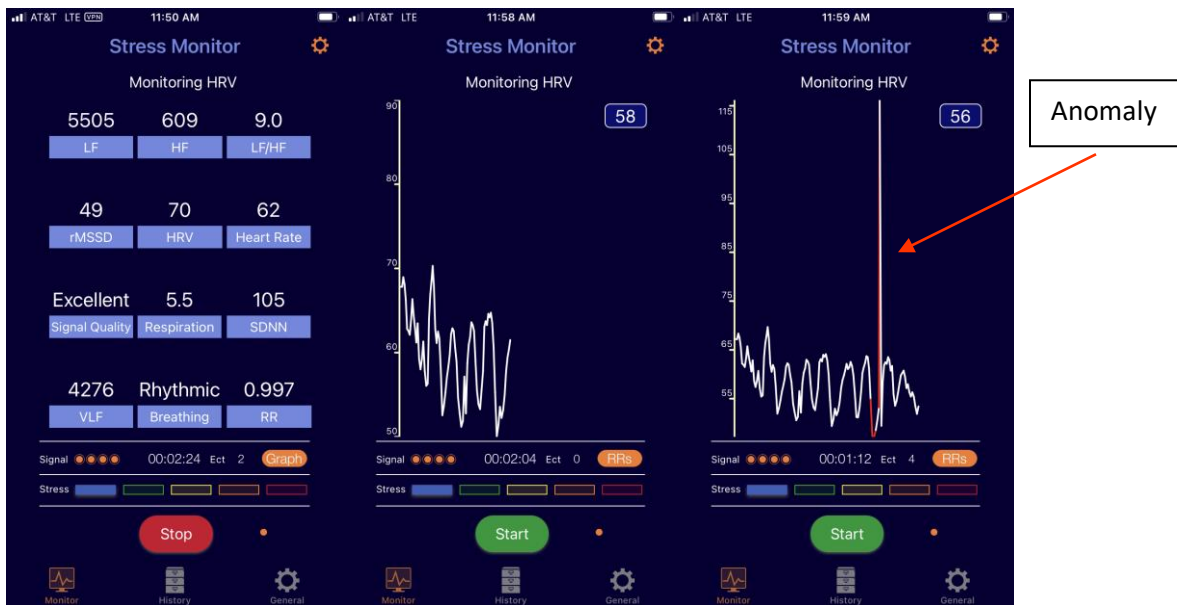 AT&T LTE VPN 11:50 AM
Stress Monitor
Monitoring HRV
5505 609 9.0
LF HF LF/HF
49 70 62
rMSSD HRV Heart Rate
Excellent 5.5 105
Signal Quality Respiration SDNN
4276 Rhythmic 0.997
VLF Breathing RR
Signal 00:02:24 Ect 2 Graph
Stress
Stop
Monitor History General
AT&T LTE 11:58 AM
Stress Monitor
Monitoring HRV
90
58
80
70
60
50
Signal 00:02:04 Ect 0 RRs
Stress
Start
Monitor History General
AT&T LTE 11:59 AM
Stress Monitor
Monitoring HRV
115
56
105
95
85
75
65
55
Signal 00:01:12 Ect 4 RRs
Stress
Start
Monitor History General
Anomaly